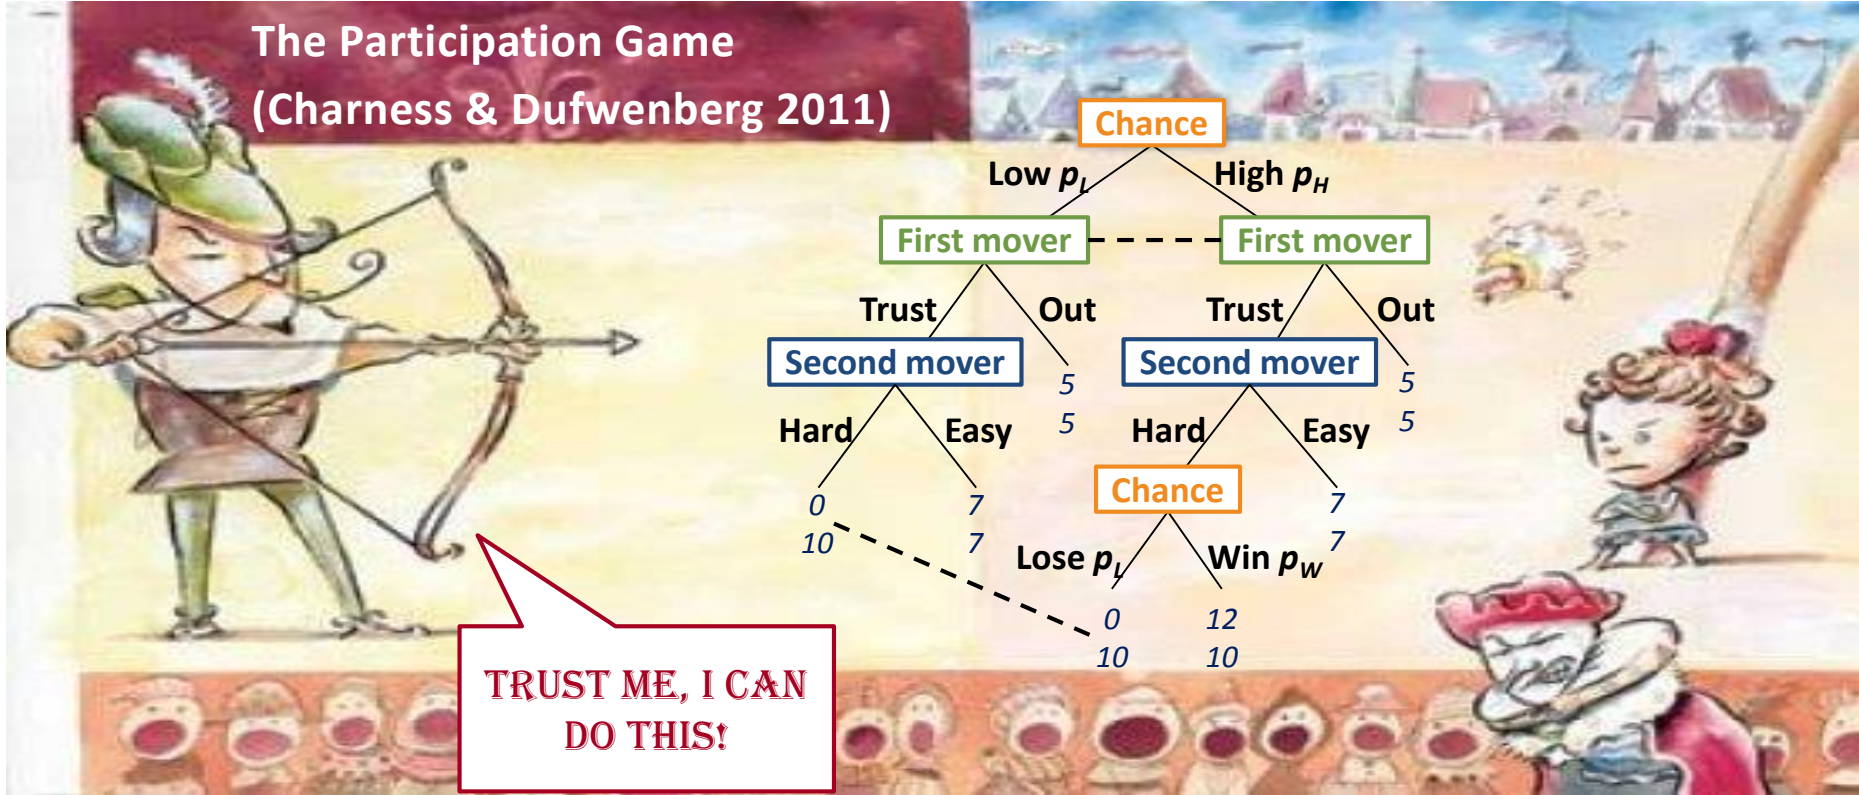 The Participation Game
(Charness & Dufwenberg 2011)
Chance
Low pL
High pH
First mover
First mover
Trust
Out
Trust
Out
Second mover
5
5
Second mover
5
5
Hard
Easy
Hard
Easy
0
10
7
7
Chance
7
7
Lose pL
Win pW
0
10
12
10
TRUST ME, I CAN
DO THIS!